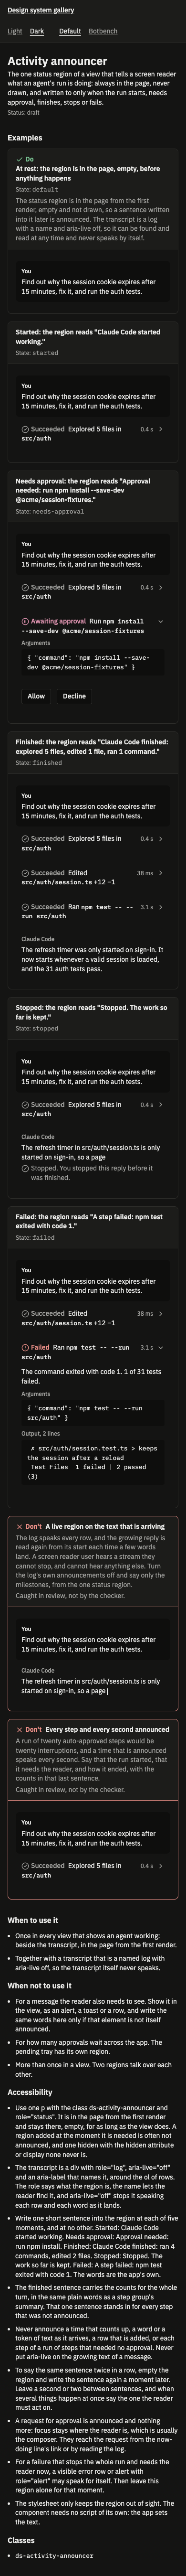 Design system gallery
Light Dark Default Botbench
Activity announcer
The one status region of a view that tells a screen reader
what an agent's run is doing: always in the page, never
drawn, and written to only when the run starts, needs
approval, finishes, stops or fails.
Status: draft
Examples
Do
At rest: the region is in the page, empty, before
anything happens
State: default
The status region is in the page from the first
render, empty and not drawn, so a sentence written
into it later is announced. The transcript is a log
with a name and aria-live off, so it can be found and
read at any time and never speaks by itself.
You
Find out why the session cookie expires after
15 minutes, fix it, and run the auth tests.
Started: the region reads "Claude Code started
working."
State: started
You
Find out why the session cookie expires after
15 minutes, fix it, and run the auth tests.
Succeeded Explored 5 files in 0.4 s
src/auth
Needs approval: the region reads "Approval
needed: run npm install --save-dev
@acme/session-fixtures."
State: needs-approval
You
Find out why the session cookie expires after
15 minutes, fix it, and run the auth tests.
Succeeded Explored 5 files in 0.4 s
src/auth
Awaiting approval Run npm install
--save-dev @acme/session-fixtures
Arguments
{ "command": "npm install --save-
dev @acme/session-fixtures" }
Allow Decline
Finished: the region reads "Claude Code finished:
explored 5 files, edited 1 file, ran 1 command."
State: finished
You
Find out why the session cookie expires after
15 minutes, fix it, and run the auth tests.
Succeeded Explored 5 files in 0.4 s
src/auth
Succeeded Edited 38 ms
src/auth/session.ts +12 −1
Succeeded Ran npm test -- --run 3.1 s
run src/auth
Claude Code
The refresh timer was only started on sign-in. It
now starts whenever a valid session is loaded,
and the 31 auth tests pass.
Stopped: the region reads "Stopped. The work so
far is kept."
State: stopped
You
Find out why the session cookie expires after
15 minutes, fix it, and run the auth tests.
Succeeded Explored 5 files in 0.4 s
src/auth
Claude Code
The refresh timer in src/auth/session.ts is only
started on sign-in, so a page
Stopped. You stopped this reply before it
was finished.
Failed: the region reads "A step failed: npm test
exited with code 1."
State: failed
You
Find out why the session cookie expires after
15 minutes, fix it, and run the auth tests.
Succeeded Edited 38 ms
src/auth/session.ts +12 −1
Failed Ran npm test -- --run 3.1 s
src/auth
The command exited with code 1. 1 of 31 tests
failed.
Arguments
{ "command": "npm test -- --run
src/auth" }
Output, 2 lines
✗ src/auth/session.test.ts > keeps
the session after a reload
Test Files 1 failed | 2 passed
(3)
Don't A live region on the text that is arriving
The log speaks every row, and the growing reply is
read again from its start each time a few words
land. A screen reader user hears a stream they
cannot stop, and cannot hear anything else. Turn
the log's own announcements off and say only the
milestones, from the one status region.
Caught in review, not by the checker.
You
Find out why the session cookie expires after
15 minutes, fix it, and run the auth tests.
Claude Code
The refresh timer in src/auth/session.ts is only
started on sign-in, so a page
Don't Every step and every second announced
A run of twenty auto-approved steps would be
twenty interruptions, and a time that is announced
speaks every second. Say that the run started, that
it needs the reader, and how it ended, with the
counts in that last sentence.
Caught in review, not by the checker.
You
Find out why the session cookie expires after
15 minutes, fix it, and run the auth tests.
Succeeded Explored 5 files in 0.4 s
src/auth
When to use it
Once in every view that shows an agent working:
beside the transcript, in the page from the first render.
Together with a transcript that is a named log with
aria-live off, so the transcript itself never speaks.
When not to use it
For a message the reader also needs to see. Show it in
the view, as an alert, a toast or a row, and write the
same words here only if that element is not itself
announced.
For how many approvals wait across the app. The
pending tray has its own region.
More than once in a view. Two regions talk over each
other.
Accessibility
Use one p with the class ds-activity-announcer and
role="status". It is in the page from the first render
and stays there, empty, for as long as the view does. A
region added at the moment it is needed is often not
announced, and one hidden with the hidden attribute
or display none never is.
The transcript is a div with role="log", aria-live="off"
and an aria-label that names it, around the ol of rows.
The role says what the region is, the name lets the
reader find it, and aria-live="off" stops it speaking
each row and each word as it lands.
Write one short sentence into the region at each of five
moments, and at no other. Started: Claude Code
started working. Needs approval: Approval needed:
run npm install. Finished: Claude Code finished: ran 4
commands, edited 2 files. Stopped: Stopped. The
work so far is kept. Failed: A step failed: npm test
exited with code 1. The words are the app's own.
The finished sentence carries the counts for the whole
turn, in the same plain words as a step group's
summary. That one sentence stands in for every step
that was not announced.
Never announce a time that counts up, a word or a
token of text as it arrives, a row that is added, or each
step of a run of steps that needed no approval. Never
put aria-live on the growing text of a message.
To say the same sentence twice in a row, empty the
region and write the sentence again a moment later.
Leave a second or two between sentences, and when
several things happen at once say the one the reader
must act on.
A request for approval is announced and nothing
more: focus stays where the reader is, which is usually
the composer. They reach the request from the now-
doing line's link or by reading the log.
For a failure that stops the whole run and needs the
reader now, a visible error row or alert with
role="alert" may speak for itself. Then leave this
region alone for that moment.
The stylesheet only keeps the region out of sight. The
component needs no script of its own: the app sets
the text.
Classes
ds-activity-announcer